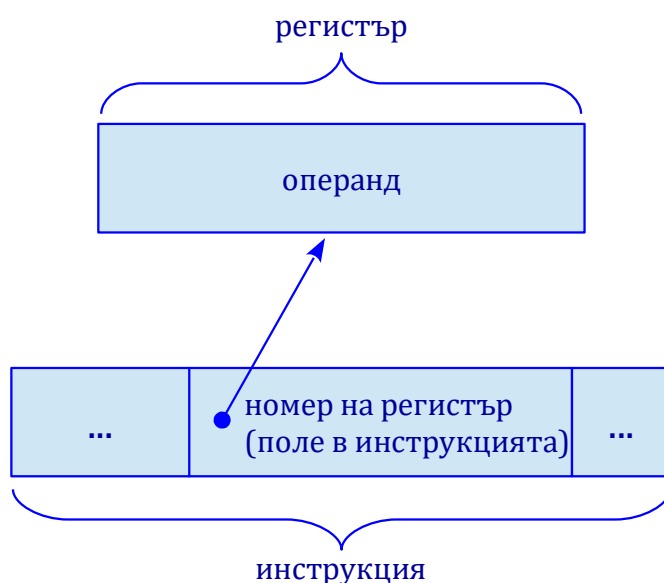 регистър
операнд
номер на регистър
... (поле в инструкцията) ...
инструкция